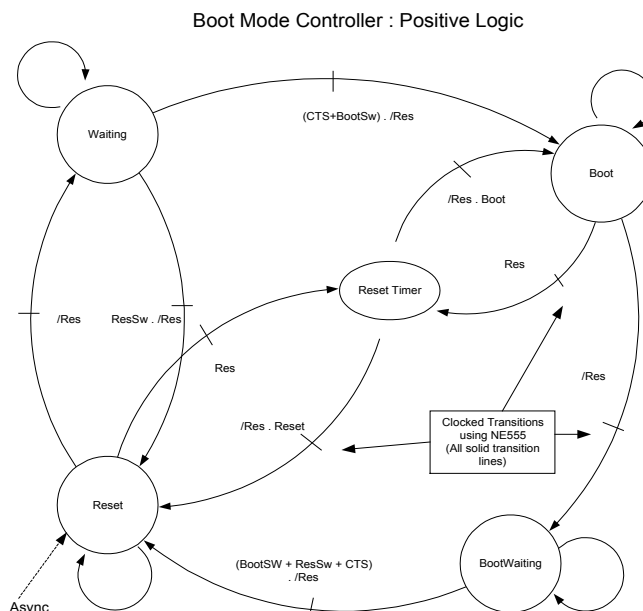 Boot Mode Controller : Positive Logic
(CTS+BootSw) . /Res
Waiting
Boot
/Res . Boot
Res
Reset Timer
/Res
ResSw . /Res
Res
/Res
/Res . Reset
Clocked Transitions
using NE555
(All solid transition
lines)
Reset
BootWaiting
(BootSW + ResSw + CTS)
. /Res
Async